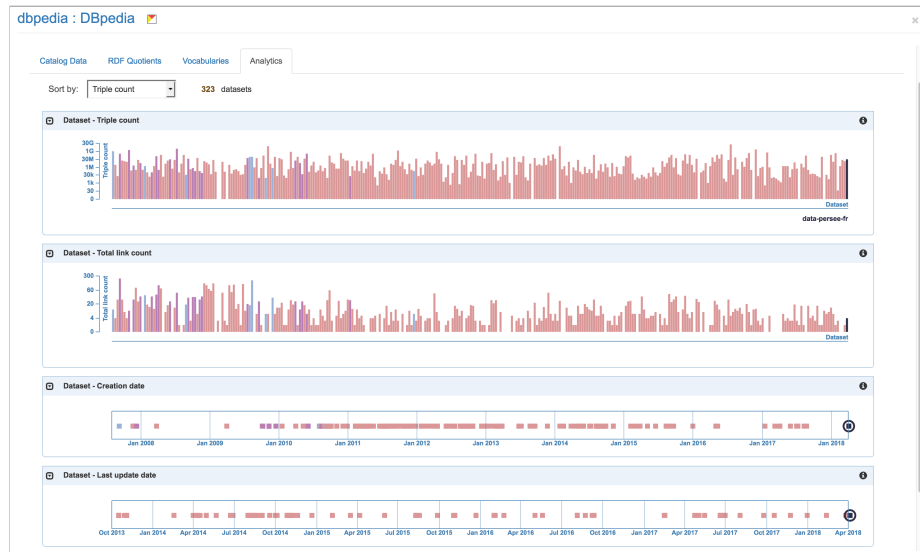 dbpedia : DBpedia
Catalog Data RDF Quotients Vocabularies Analytics
Sort by: Triple count 323 datasets
Dataset - Triple count
30G
1G
30M
1M
30k
1k
30
0
Triple count
Dataset
data-persee-fr
Dataset - Total link count
300
60
20
4
0
Total link count
Dataset
Dataset - Creation date
Jan 2008 Jan 2009 Jan 2010 Jan 2011 Jan 2012 Jan 2013 Jan 2014 Jan 2015 Jan 2016 Jan 2017 Jan 2018
Dataset - Last update date
Oct 2013 Jan 2014 Apr 2014 Jul 2014 Oct 2014 Jan 2015 Apr 2015 Jul 2015 Oct 2015 Jan 2016 Apr 2016 Jul 2016 Oct 2016 Jan 2017 Apr 2017 Jul 2017 Oct 2017 Jan 2018 Apr 2018